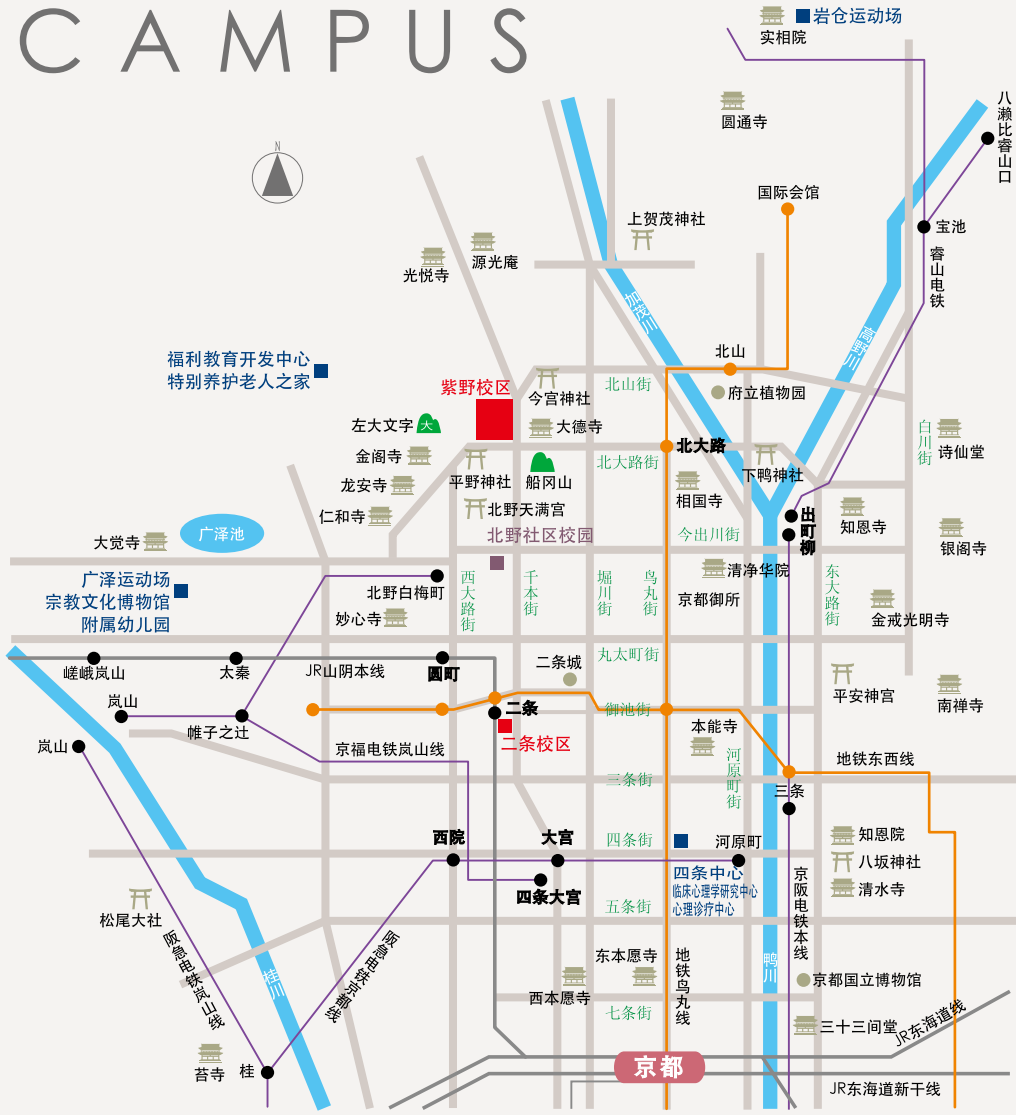 CAMPUS
岩仓运动场
实相院
圆通寺
八濑比睿山口
N
国际会馆
上贺茂神社
宝池
源光庵
光悦寺
睿山电铁
加茂川
高野川
北山
福利教育开发中心
特别养护老人之家
紫野校区
北山街
府立植物园
今宫神社
左大文字
大
大德寺
北大路
白川街
诗仙堂
金阁寺
平野神社
船冈山
北大路街
下鸭神社
龙安寺
相国寺
仁和寺
北野天满宫
出町柳
知恩寺
广泽池
北野社区校园
今出川街
大觉寺
银阁寺
清净华院
广泽运动场
宗教文化博物馆
附属幼儿园
北野白梅町
西大路街
千本街
堀川街
鸟丸街
京都御所
东大路街
妙心寺
金戒光明寺
嵯峨岚山
太秦
JR山阴本线
圆町
二条城
丸太町街
平安神宫
南禅寺
岚山
帷子之辻
二条
御池街
本能寺
岚山
京福电铁岚山线
二条校区
河原町街
地铁东西线
三条街
三条
西院
大宫
四条街
河原町
知恩院
八坂神社
四条大宫
四条中心
临床心理学研究中心
心理诊疗中心
京阪电铁本线
清水寺
松尾大社
五条街
阪急电铁岚山线
阪急电铁京都线
桂川
东本愿寺
地铁鸟丸线
鸭川
西本愿寺
京都国立博物馆
七条街
三十三间堂
JR东海道线
苔寺
桂
京都
JR东海道新干线